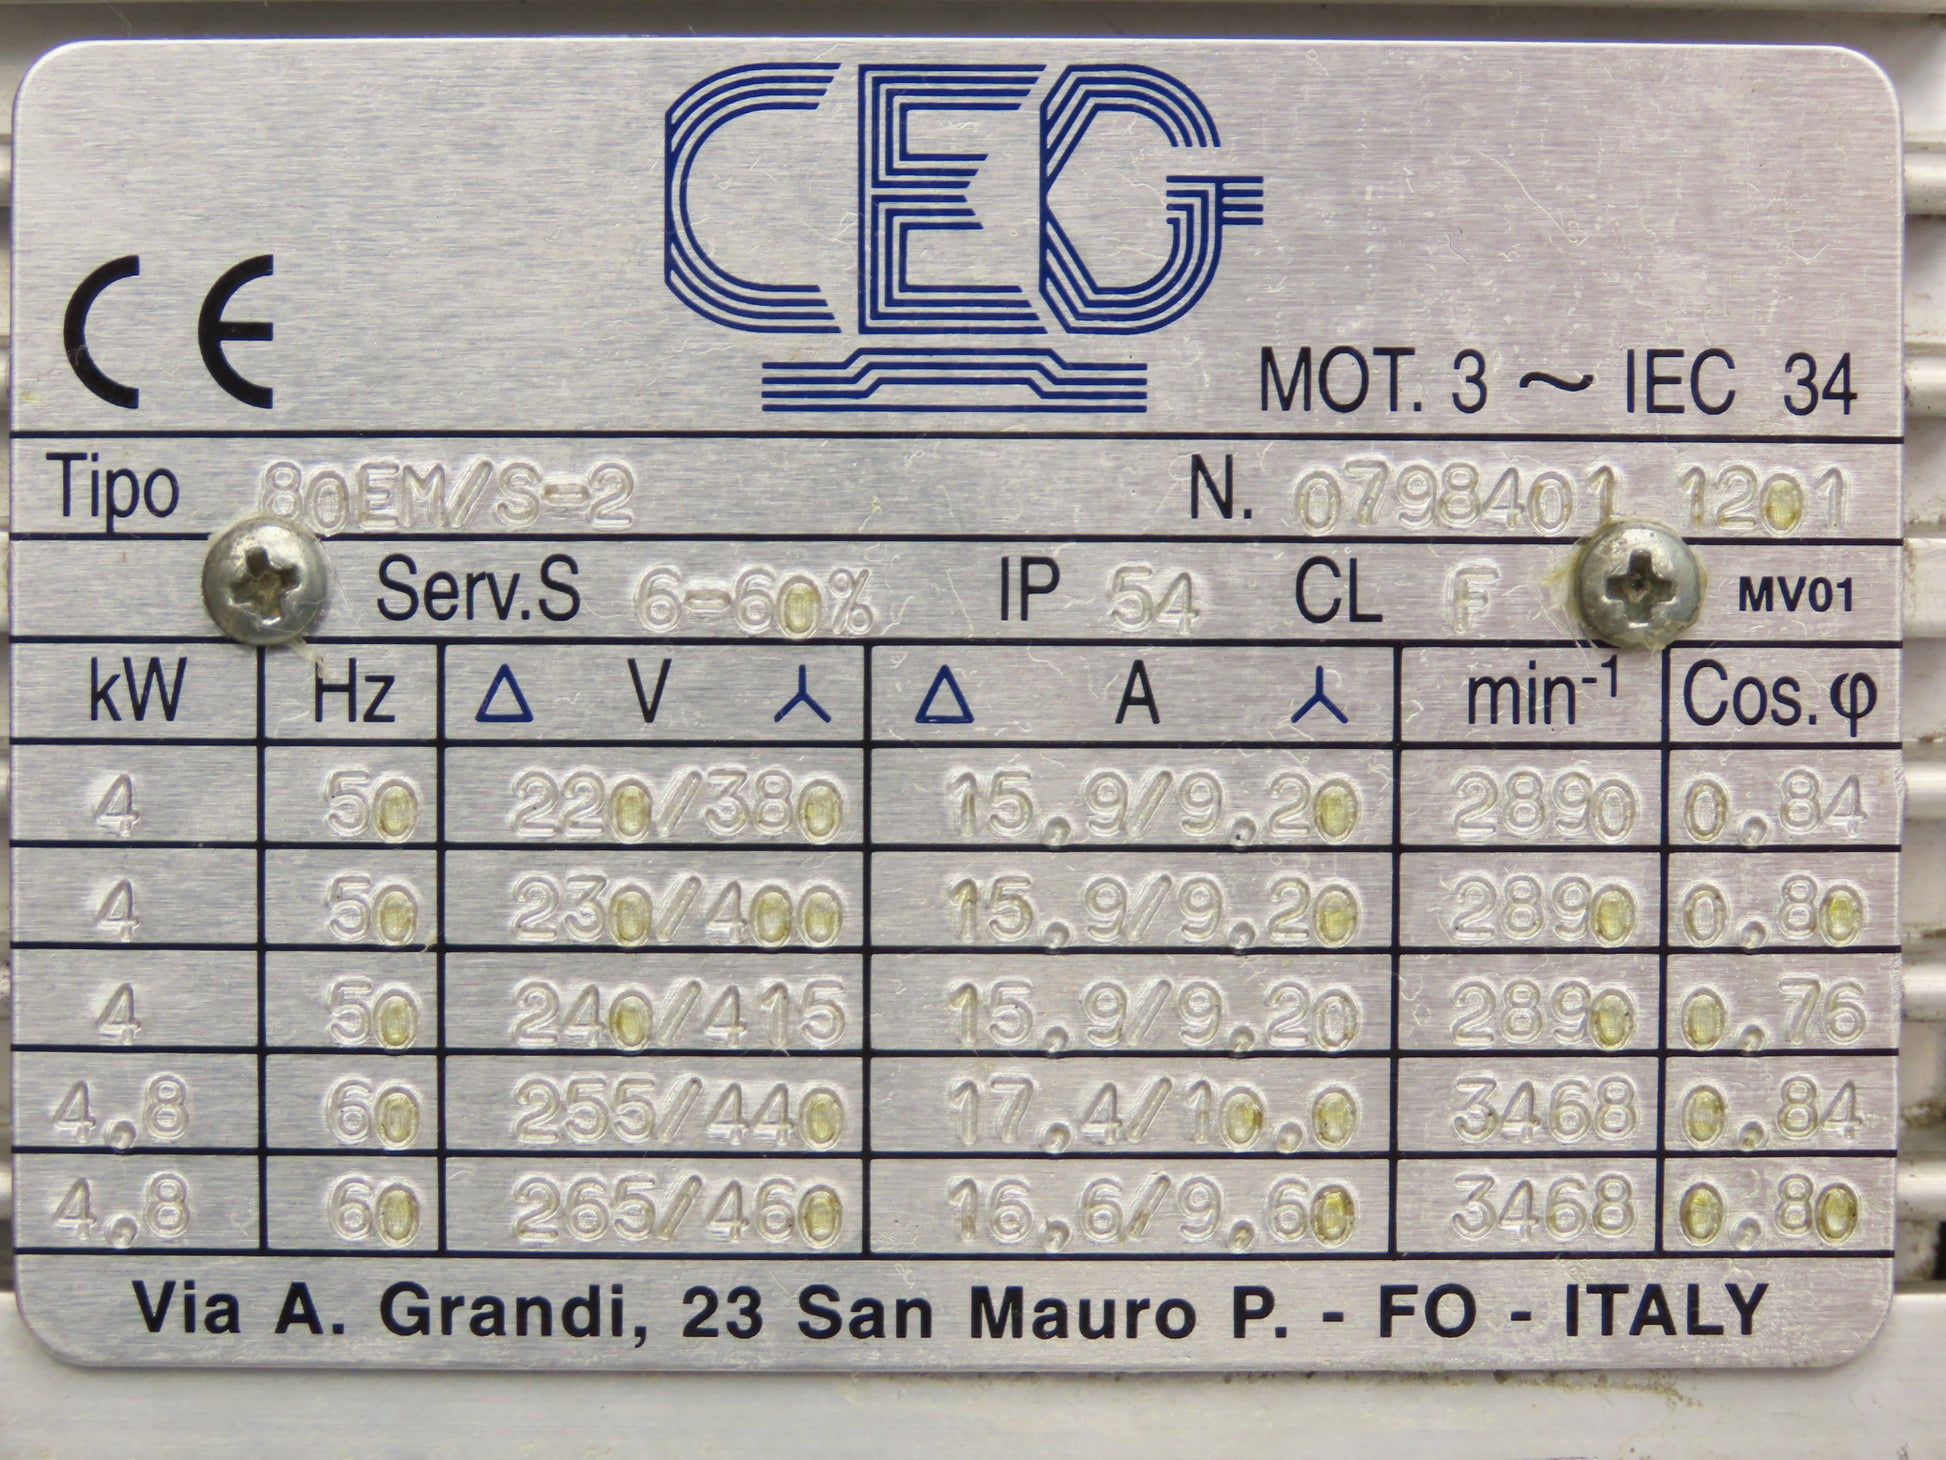 CEG
CE
MOT. 3 ~ IEC 34
Tipo 80EM/S-2 N. 0798401 1201
Serv.S 6-60% IP 54 CL F MV01
kW Hz Δ V Y Δ A Y min-1 Cos.φ
4 50 220/380 15,9/9,20 2890 0,84
4 50 230/400 15,9/9,20 2890 0,80
4 50 240/415 15,9/9,20 2890 0,76
4,8 60 255/440 17,4/10,0 3468 0,84
4,8 60 265/460 16,6/9,60 3468 0,80
Via A. Grandi, 23 San Mauro P. - FO - ITALY